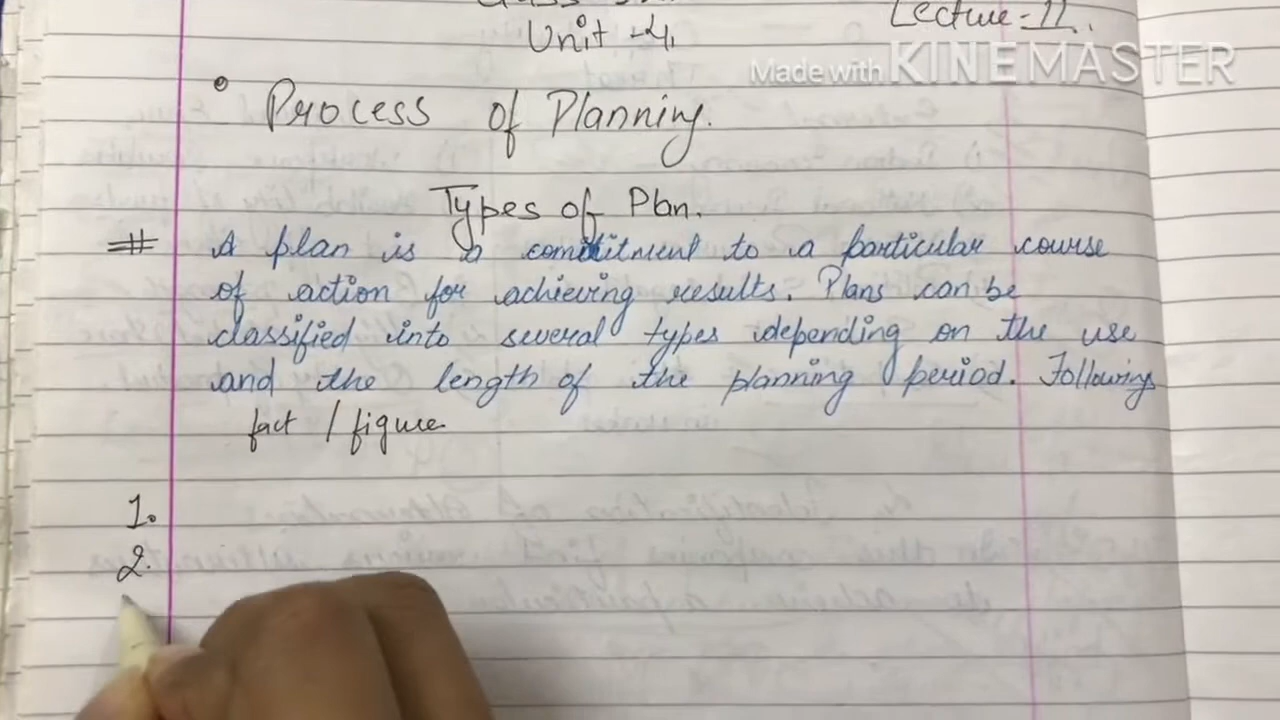 Unit -4,
Lecture-11.
Made with KINEMASTER
Process of Planning.
Types of Plan.
# A plan is a comitment to a particular course
of action for achieving results. Plans can be
classified into several types depending on the use
and the length of the planning period. Following
fact / figure
1.
2.